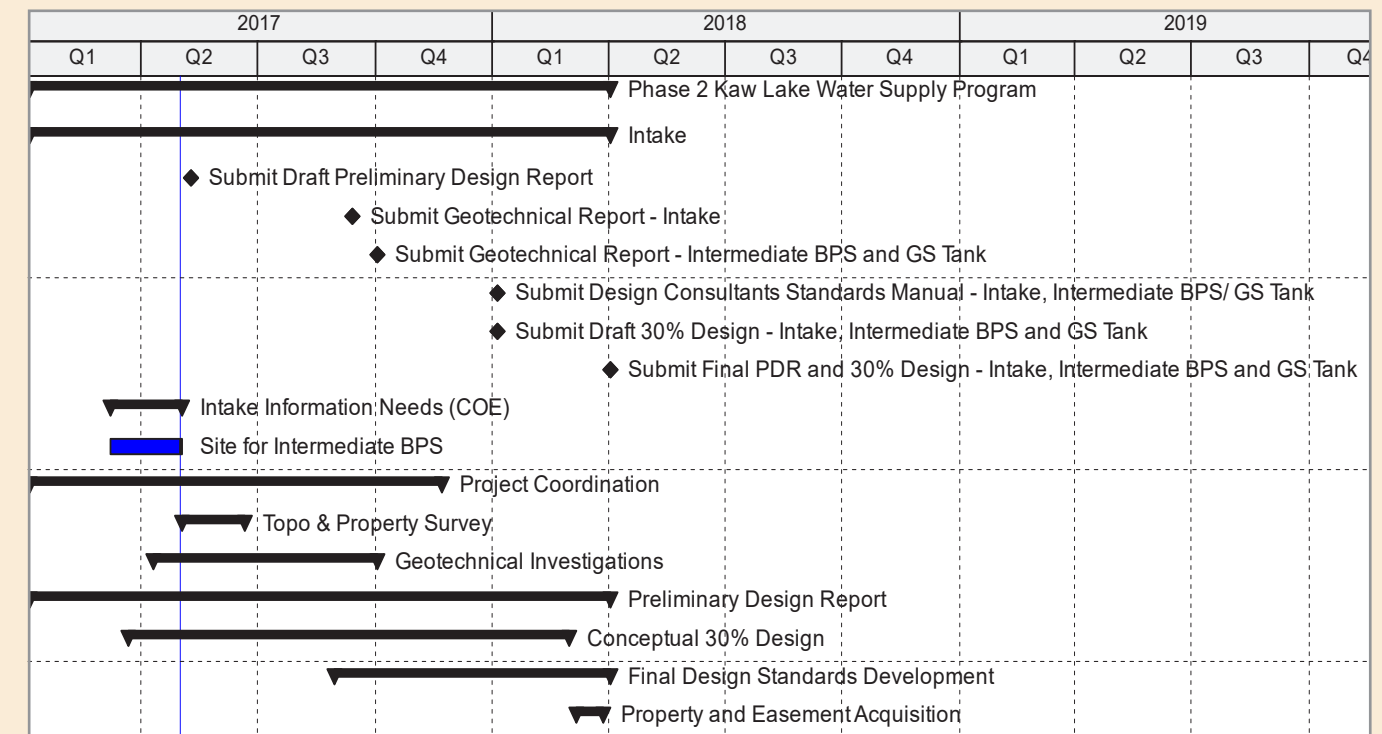 2017 2018 2019
Q1 Q2 Q3 Q4 Q1 Q2 Q3 Q4 Q1 Q2 Q3 Q4
Phase 2 Kaw Lake Water Supply Program
Intake
Submit Draft Preliminary Design Report
Submit Geotechnical Report - Intake
Submit Geotechnical Report - Intermediate BPS and GS Tank
Submit Design Consultants Standards Manual - Intake, Intermediate BPS/ GS Tank
Submit Draft 30% Design - Intake, Intermediate BPS and GS Tank
Submit Final PDR and 30% Design - Intake, Intermediate BPS and GS Tank
Intake Information Needs (COE)
Site for Intermediate BPS
Project Coordination
Topo & Property Survey
Geotechnical Investigations
Preliminary Design Report
Conceptual 30% Design
Final Design Standards Development
Property and Easement Acquisition